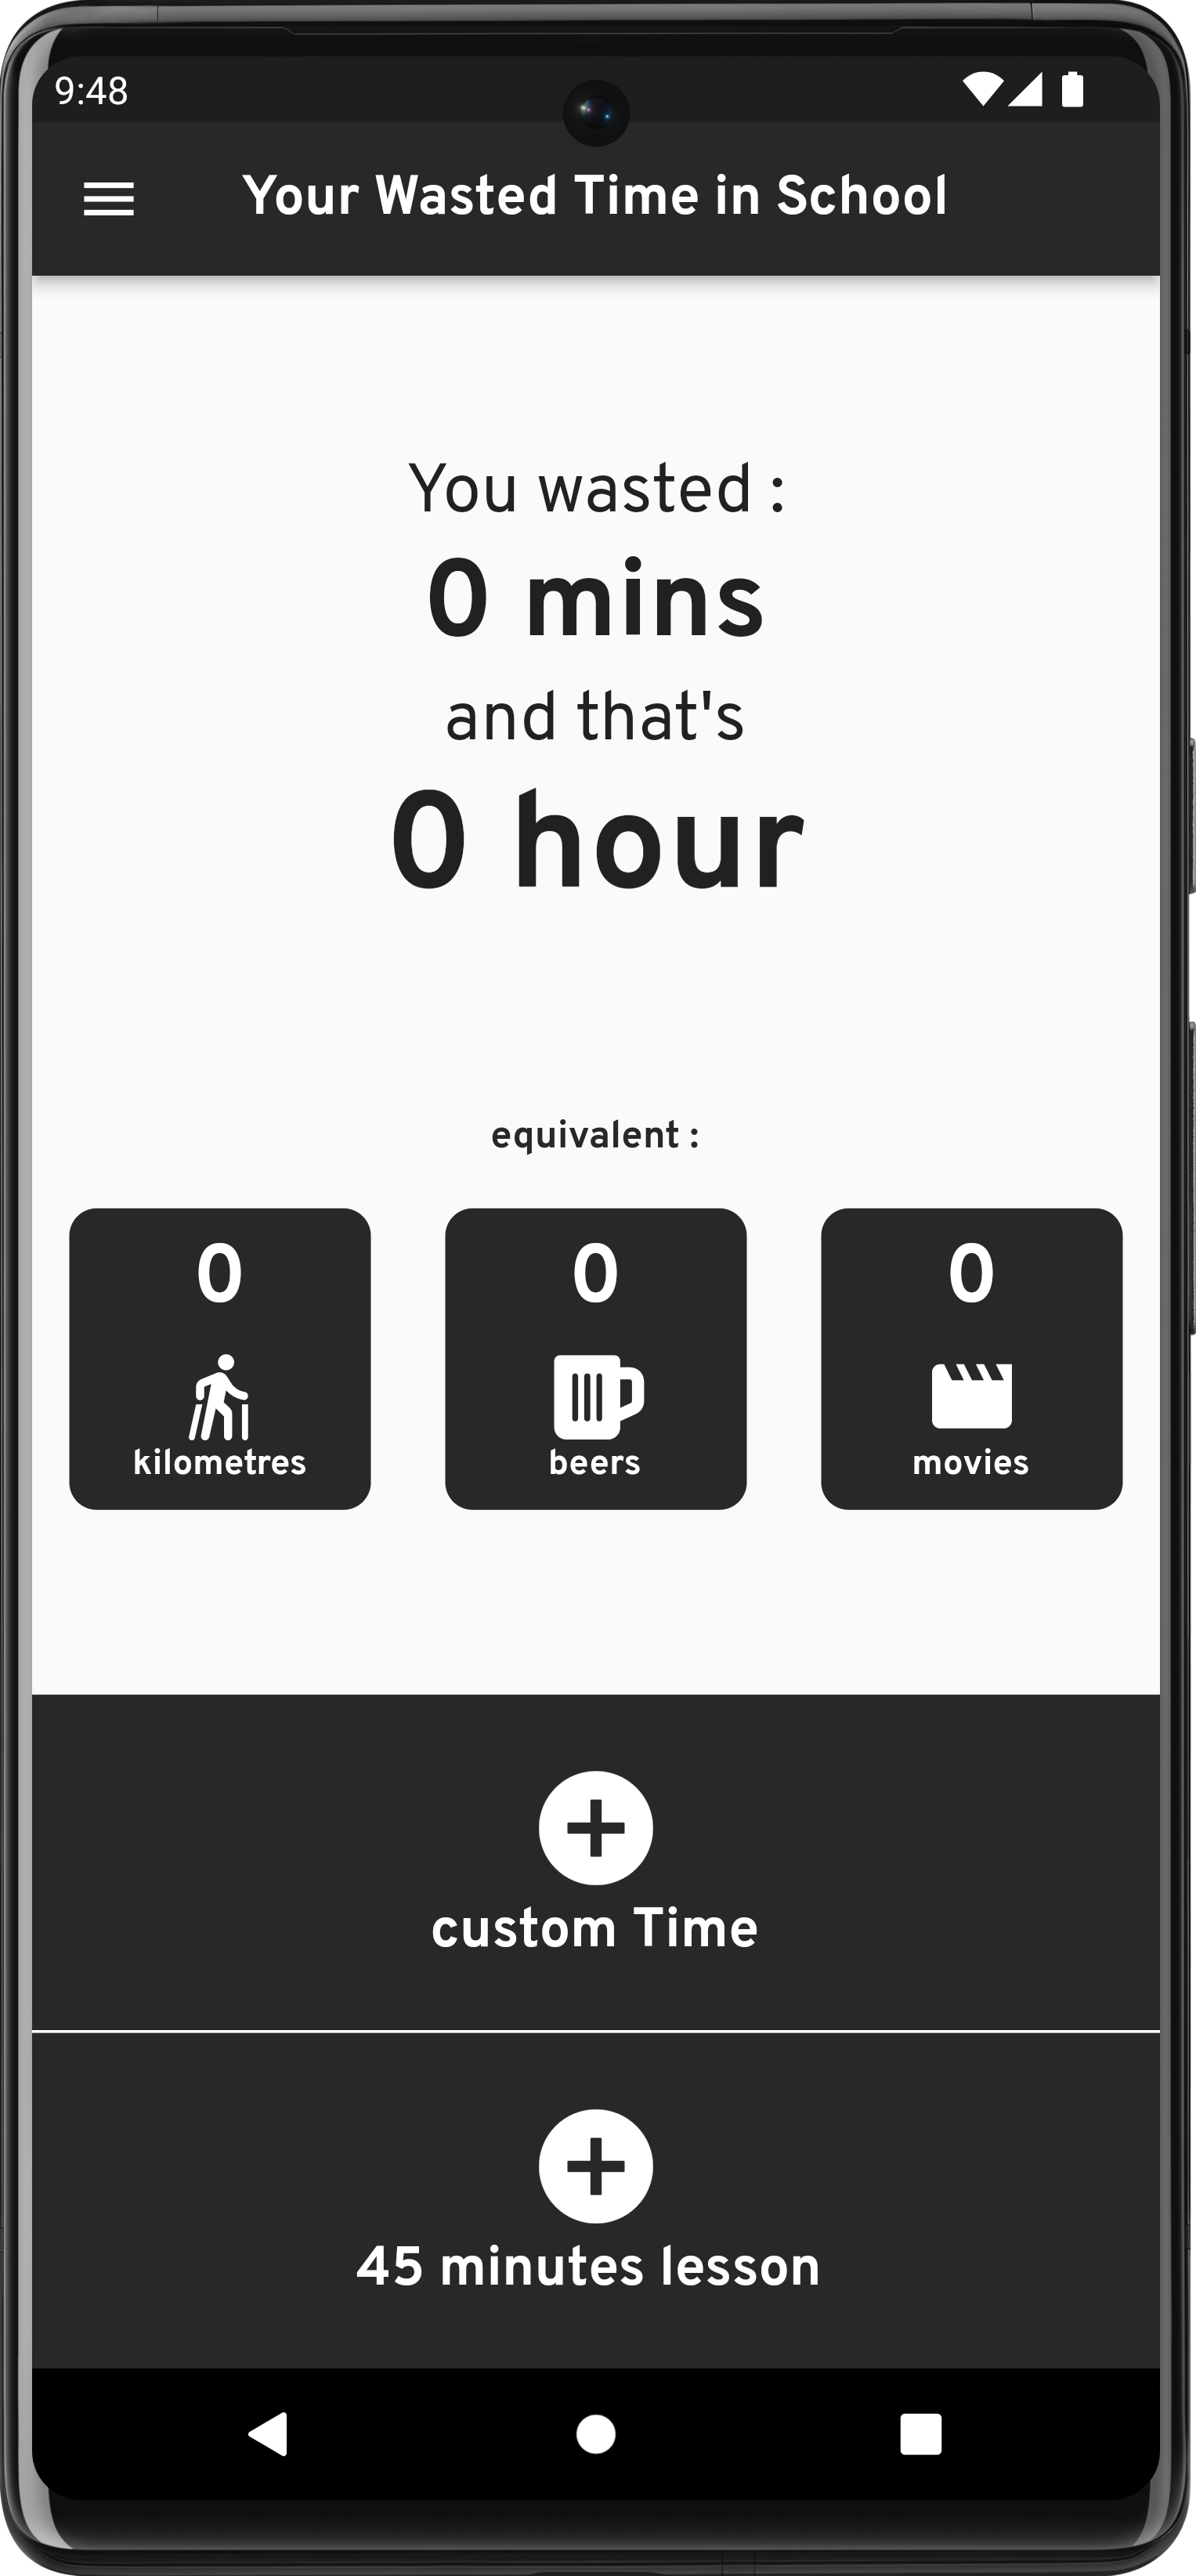 9:48
Your Wasted Time in School
You wasted :
0 mins
and that's
0 hour
equivalent :
0
kilometres
0
beers
0
movies
custom Time
45 minutes lesson